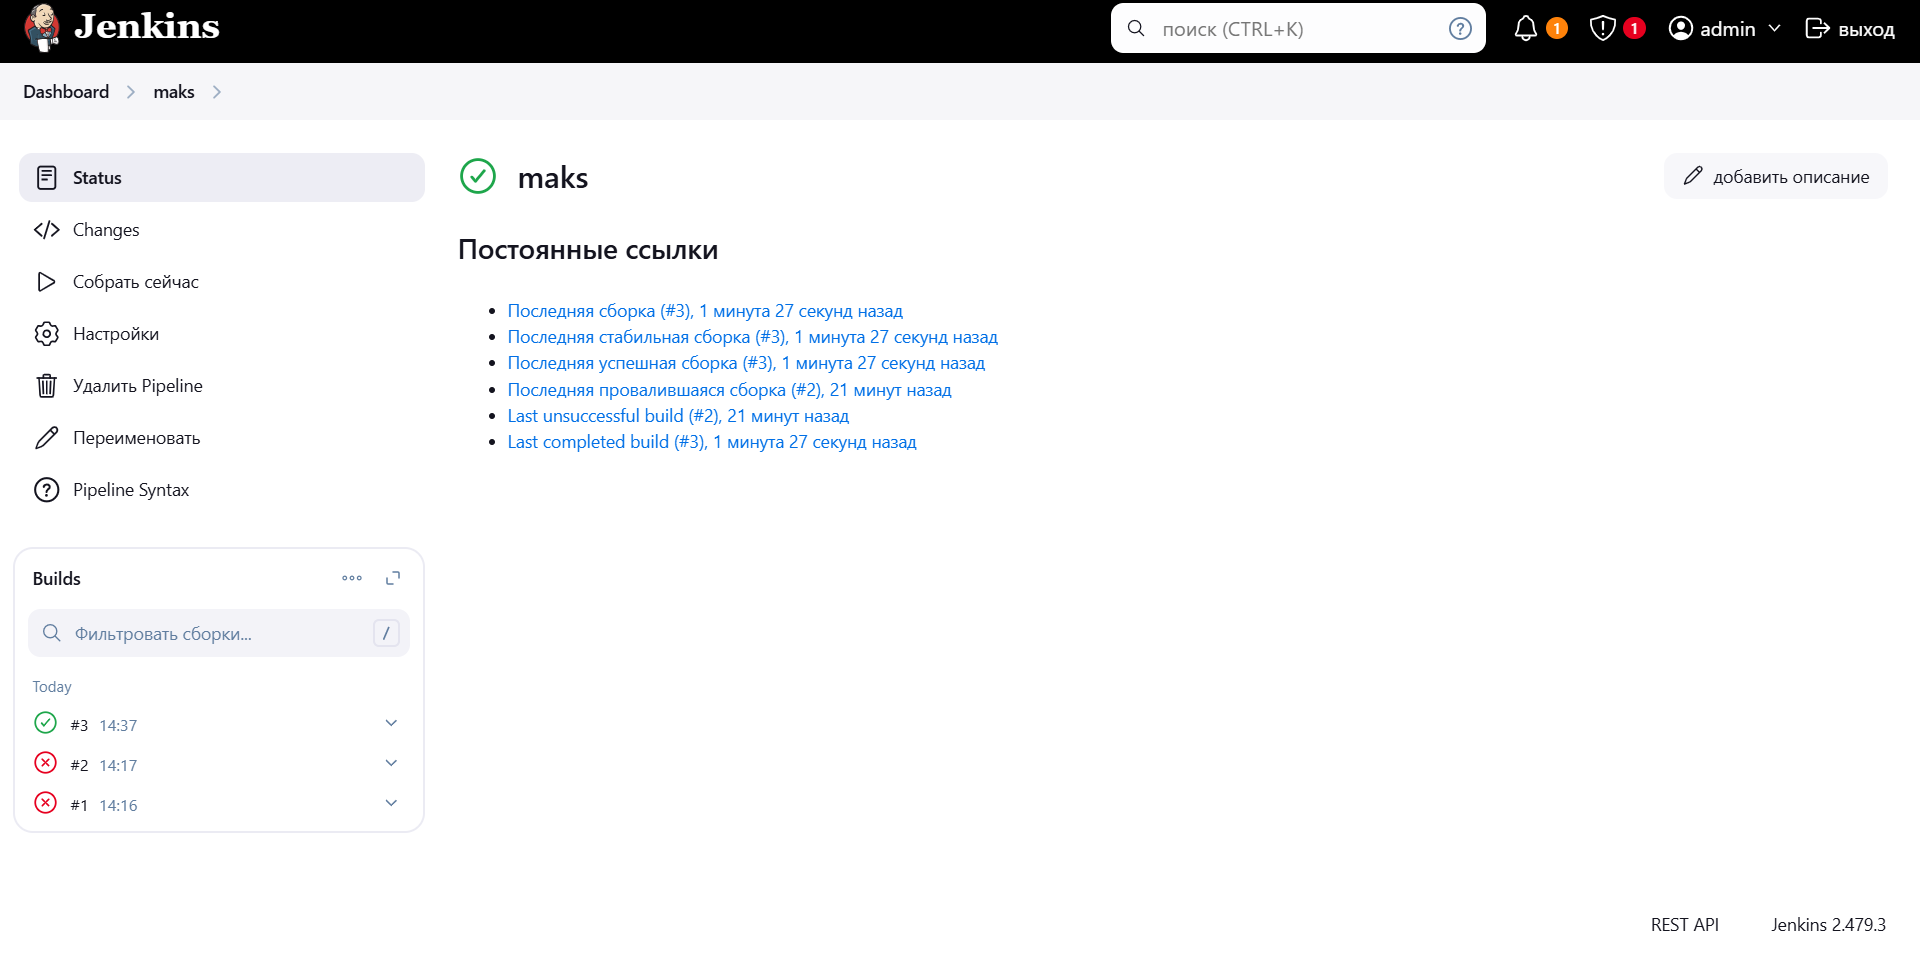 Jenkins
поиск (CTRL+K)
?
1
1
admin
выход
Dashboard
maks
Status
Changes
Собрать сейчас
Настройки
Удалить Pipeline
Переименовать
Pipeline Syntax
maks
добавить описание
Постоянные ссылки
Последняя сборка (#3), 1 минута 27 секунд назад
Последняя стабильная сборка (#3), 1 минута 27 секунд назад
Последняя успешная сборка (#3), 1 минута 27 секунд назад
Последняя провалившаяся сборка (#2), 21 минут назад
Last unsuccessful build (#2), 21 минут назад
Last completed build (#3), 1 минута 27 секунд назад
Builds
Фильтровать сборки...
/
Today
#3 14:37
#2 14:17
#1 14:16
REST API
Jenkins 2.479.3